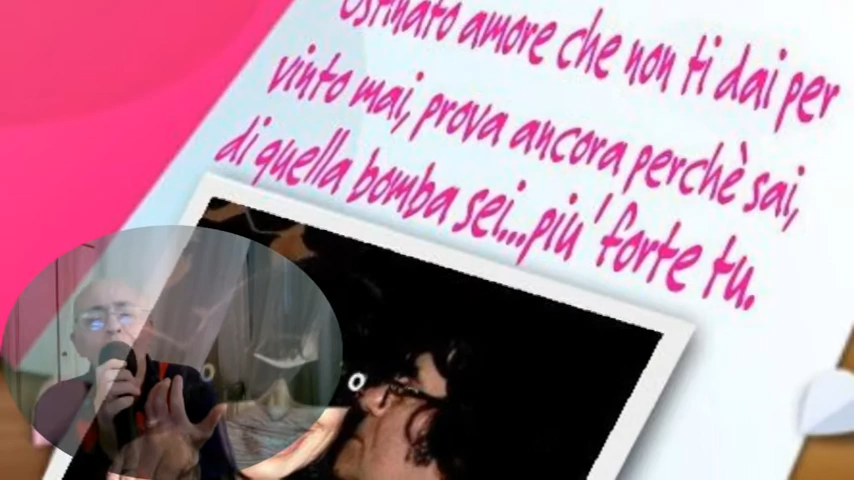 Ostinato amore che non ti dai per
vinto mai, prova ancora perchè sai,
di quella bomba sei...più' forte tu.